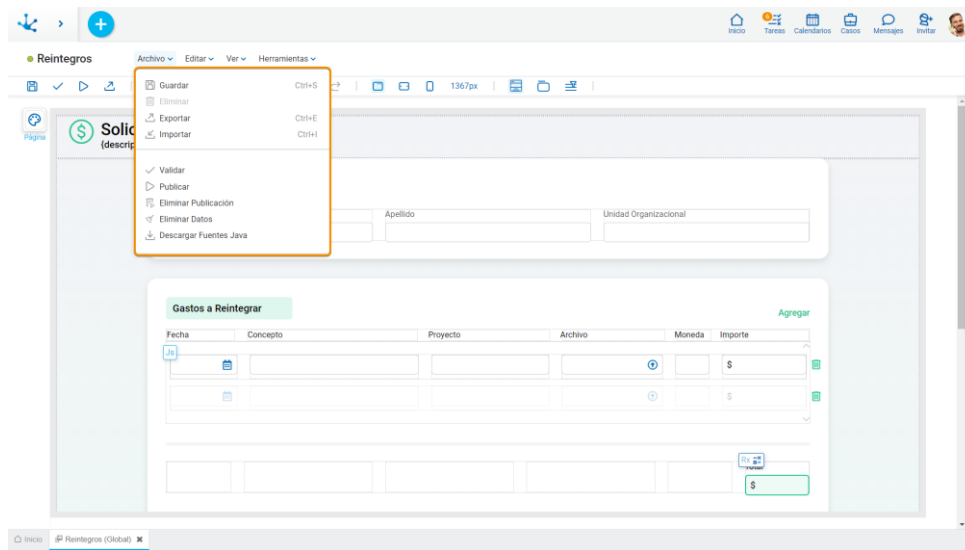 Inicio
6
Tareas
Calendarios
Casos
Mensajes
Invitar
Reintegros
Archivo
Editar
Ver
Herramientas
1367px
Página
Guardar Ctrl+S
Eliminar
Exportar Ctrl+E
Importar Ctrl+I
Validar
Publicar
Eliminar Publicación
Eliminar Datos
Descargar Fuentes Java
$
Solic
{descrip
Apellido
Unidad Organizacional
Gastos a Reintegrar
Agregar
Fecha Concepto Proyecto Archivo Moneda Importe
Js
$
$
Rx
Total
$
Inicio
Reintegros (Global)